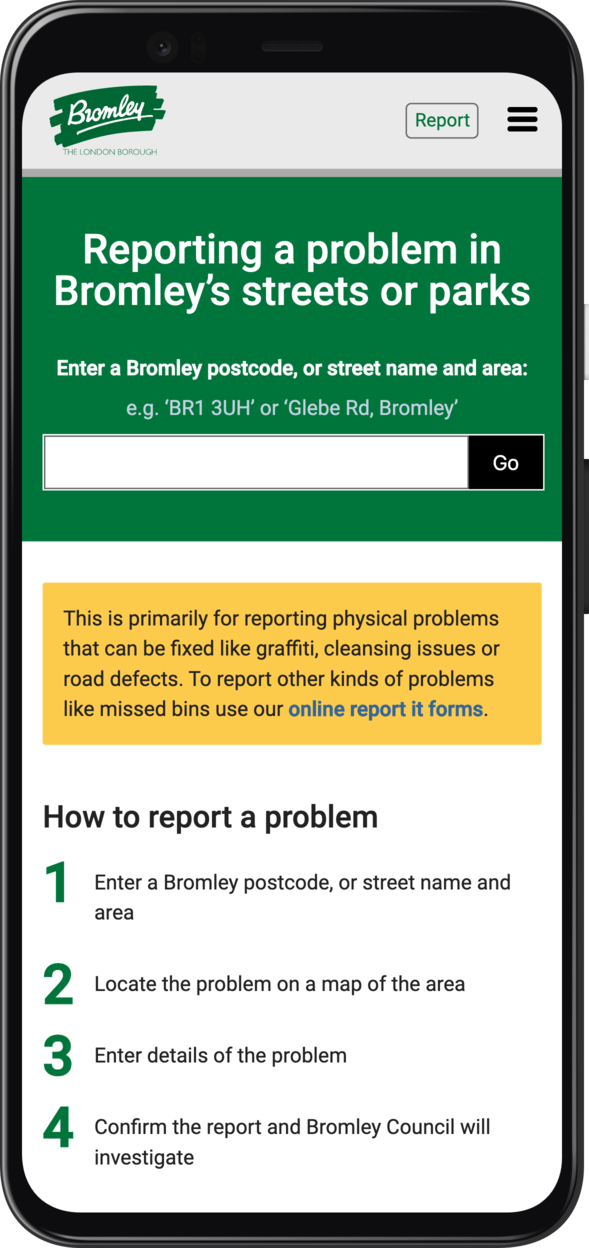 Bromley
THE LONDON BOROUGH
Report
Reporting a problem in
Bromley’s streets or parks
Enter a Bromley postcode, or street name and area:
e.g. ‘BR1 3UH’ or ‘Glebe Rd, Bromley’
Go
This is primarily for reporting physical problems
that can be fixed like graffiti, cleansing issues or
road defects. To report other kinds of problems
like missed bins use our online report it forms.
How to report a problem
1 Enter a Bromley postcode, or street name and
area
2 Locate the problem on a map of the area
3 Enter details of the problem
4 Confirm the report and Bromley Council will
investigate